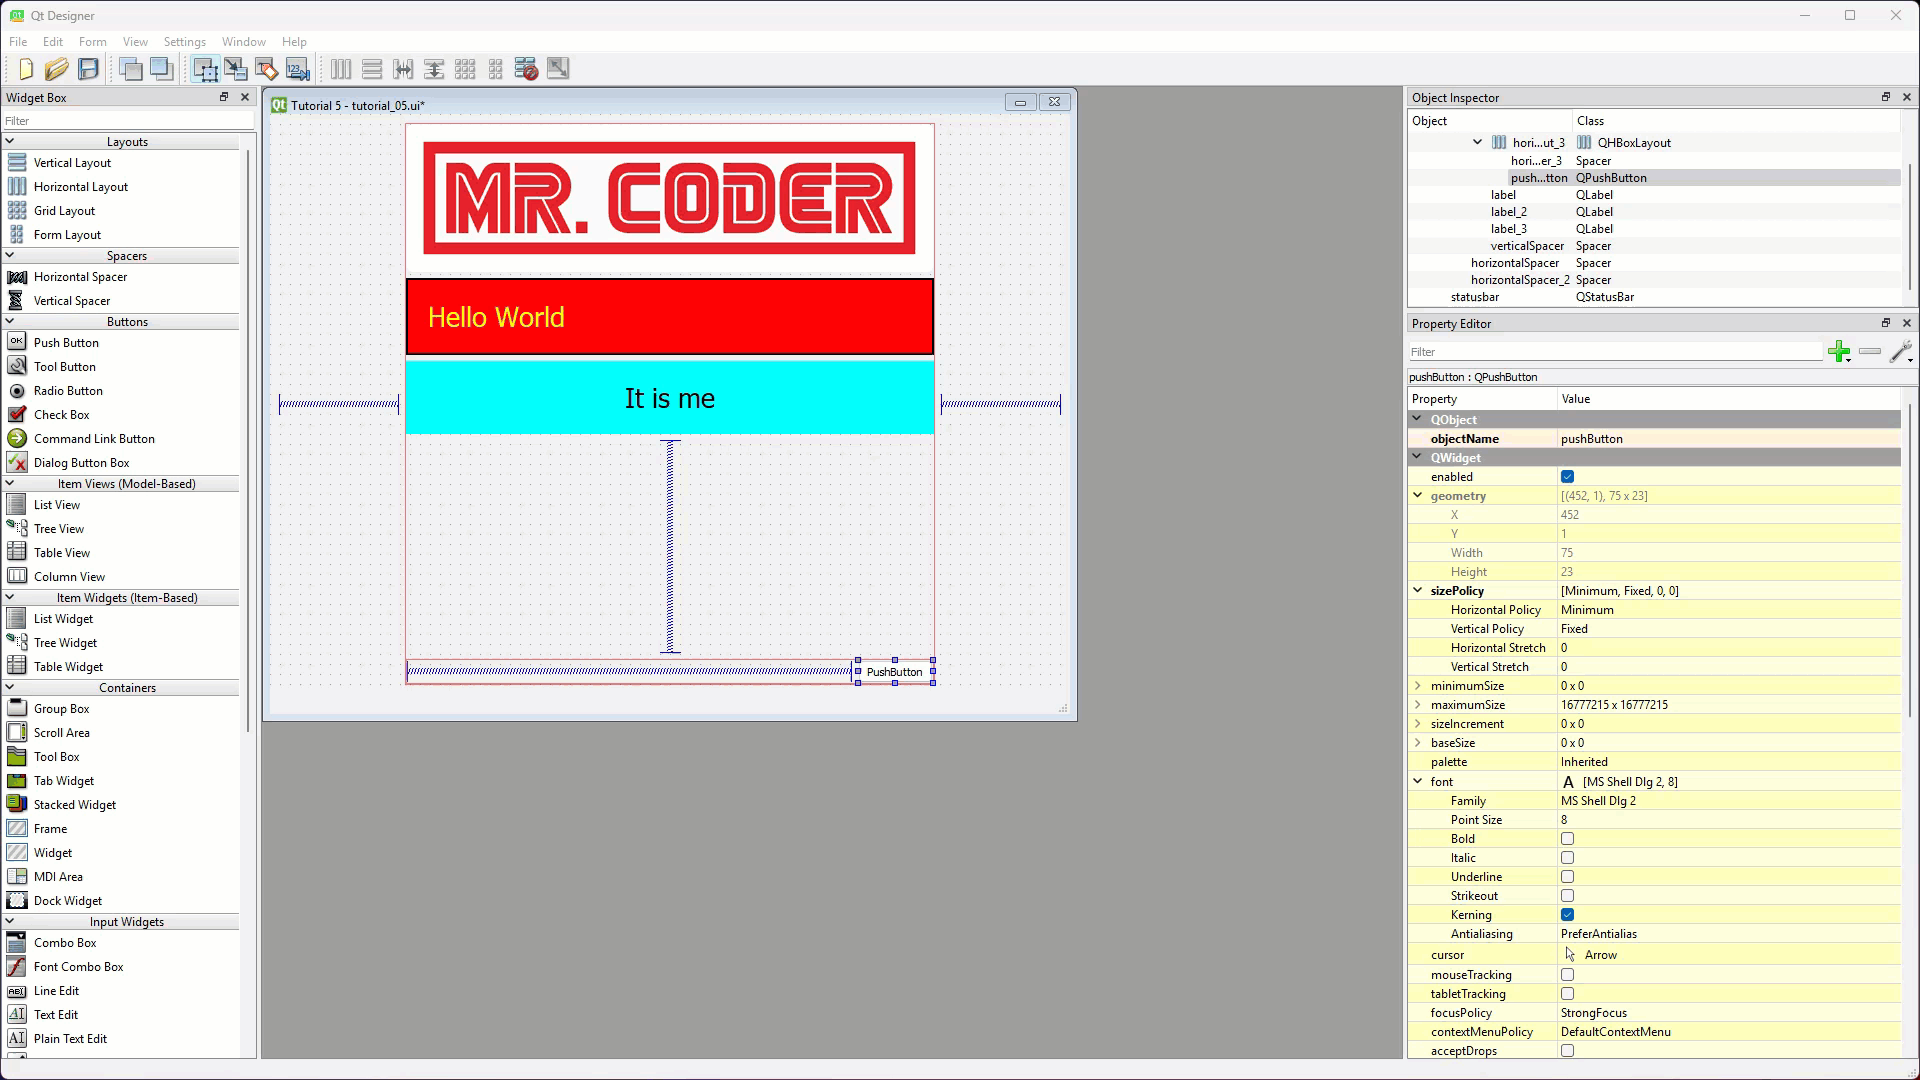 Qt Designer
File Edit Form View Settings Window Help
Widget Box
Filter
Layouts
Vertical Layout
Horizontal Layout
Grid Layout
Form Layout
Spacers
Horizontal Spacer
Vertical Spacer
Buttons
Push Button
Tool Button
Radio Button
Check Box
Command Link Button
Dialog Button Box
Item Views (Model-Based)
List View
Tree View
Table View
Column View
Item Widgets (Item-Based)
List Widget
Tree Widget
Table Widget
Containers
Group Box
Scroll Area
Tool Box
Tab Widget
Stacked Widget
Frame
Widget
MDI Area
Dock Widget
Input Widgets
Combo Box
Font Combo Box
Line Edit
Text Edit
Plain Text Edit
Tutorial 5 - tutorial_05.ui*
MR. CODER
Hello World
It is me
PushButton
Object Inspector
Object Class
hori...ut_3 QHBoxLayout
hori...er_3 Spacer
push...tton QPushButton
label QLabel
label_2 QLabel
label_3 QLabel
verticalSpacer Spacer
horizontalSpacer Spacer
horizontalSpacer_2 Spacer
statusbar QStatusBar
Property Editor
Filter
pushButton : QPushButton
Property Value
QObject
objectName pushButton
QWidget
enabled
geometry [(452, 1), 75 x 23]
X 452
Y 1
Width 75
Height 23
sizePolicy [Minimum, Fixed, 0, 0]
Horizontal Policy Minimum
Vertical Policy Fixed
Horizontal Stretch 0
Vertical Stretch 0
minimumSize 0 x 0
maximumSize 16777215 x 16777215
sizeIncrement 0 x 0
baseSize 0 x 0
palette Inherited
font A [MS Shell Dlg 2, 8]
Family MS Shell Dlg 2
Point Size 8
Bold
Italic
Underline
Strikeout
Kerning
Antialiasing PreferAntialias
cursor Arrow
mouseTracking
tabletTracking
focusPolicy StrongFocus
contextMenuPolicy DefaultContextMenu
acceptDrops